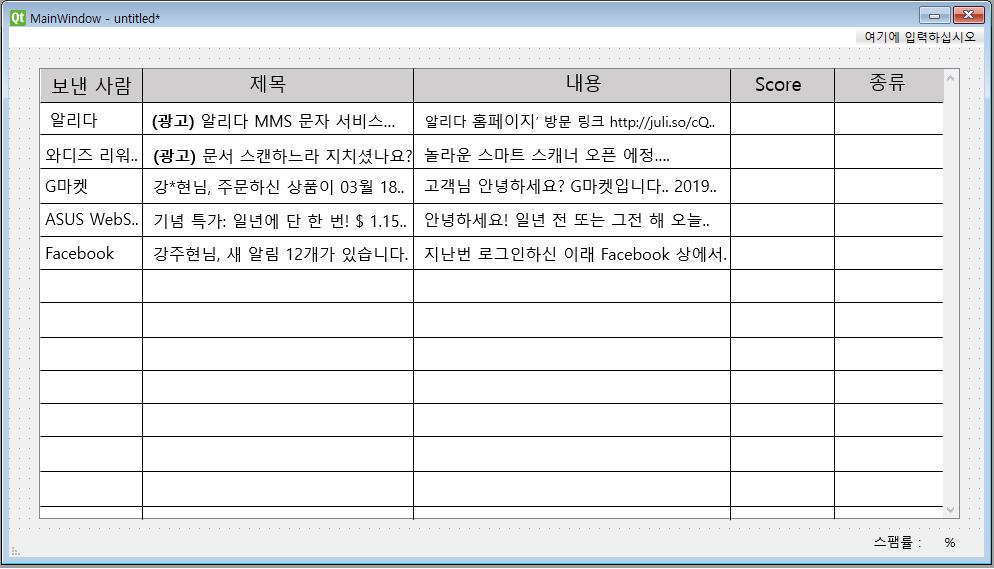 Qt MainWindow - untitled*
여기에 입력하십시오
보낸 사람 제목 내용 Score 종류
알리다 (광고) 알리다 MMS 문자 서비스... 알리다 홈페이지' 방문 링크 http://juli.so/cQ..
와디즈 리워.. (광고) 문서 스캔하느라 지치셨나요? 놀라운 스마트 스캐너 오픈 예정....
G마켓 강*현님, 주문하신 상품이 03월 18.. 고객님 안녕하세요? G마켓입니다.. 2019..
ASUS WebS.. 기념 특가: 일년에 단 한 번! $ 1.15.. 안녕하세요! 일년 전 또는 그전 해 오늘..
Facebook 강주현님, 새 알림 12개가 있습니다. 지난번 로그인하신 이래 Facebook 상에서.
스팸률 : %